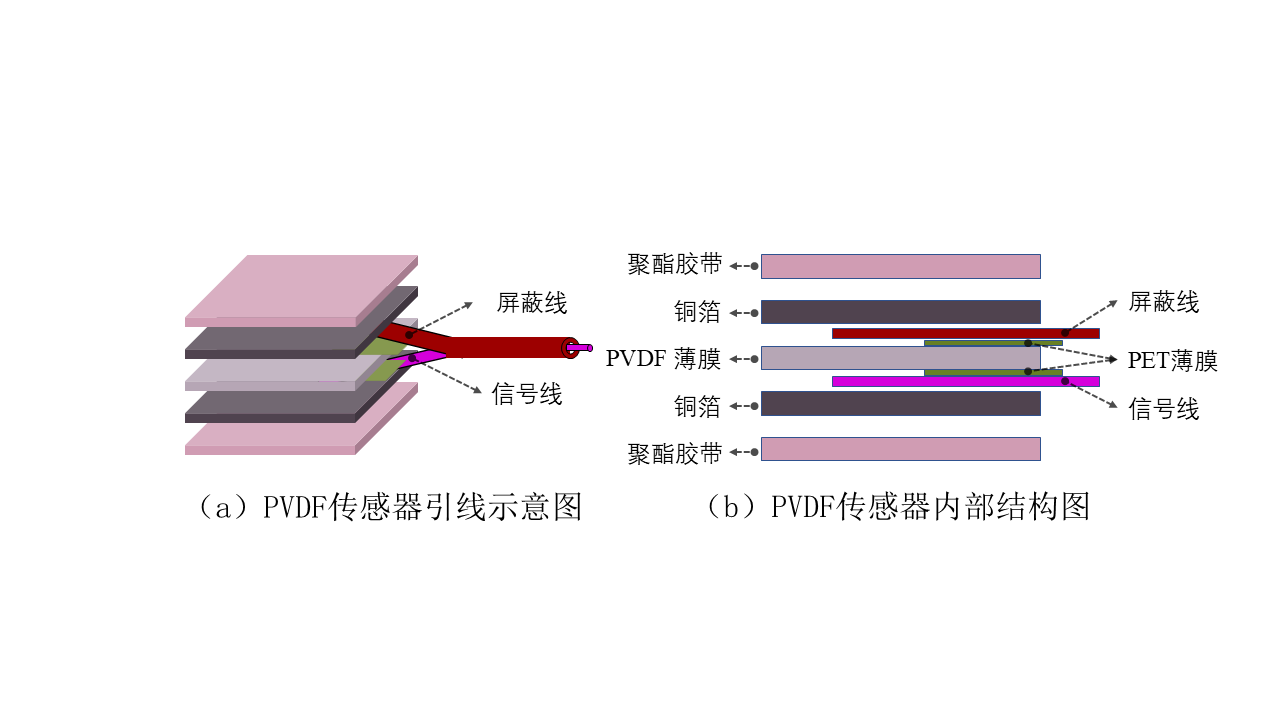 屏蔽线
信号线
(a)PVDF传感器引线示意图
聚酯胶带
铜箔
PVDF 薄膜
铜箔
聚酯胶带
屏蔽线
PET薄膜
信号线
(b)PVDF传感器内部结构图